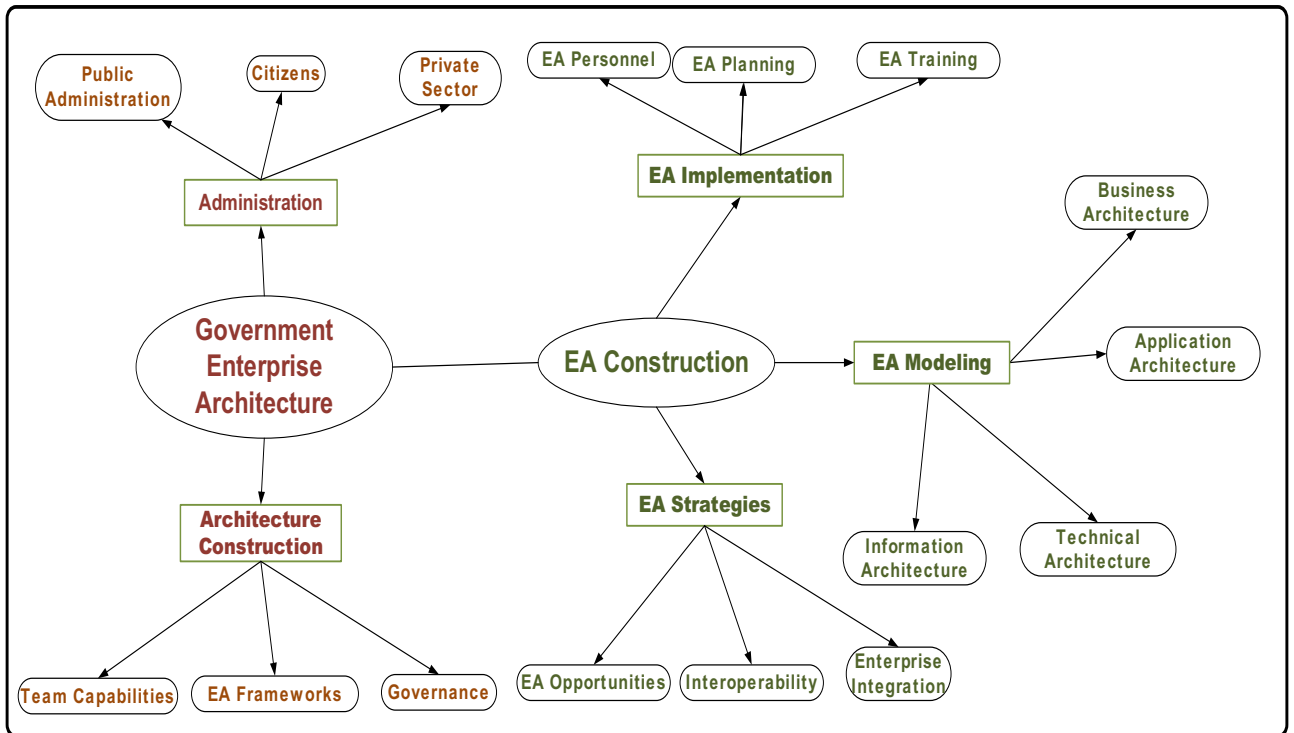 Public
Administration
Citizens
Private
Sector
EA Personnel
EA Planning
EA Training
Administration
EA Implementation
Business
Architecture
Government
Enterprise
Architecture
EA Construction
EA Modeling
Application
Architecture
Architecture
Construction
EA Strategies
Information
Architecture
Technical
Architecture
Team Capabilities
EA Frameworks
Governance
EA Opportunities
Interoperability
Enterprise
Integration